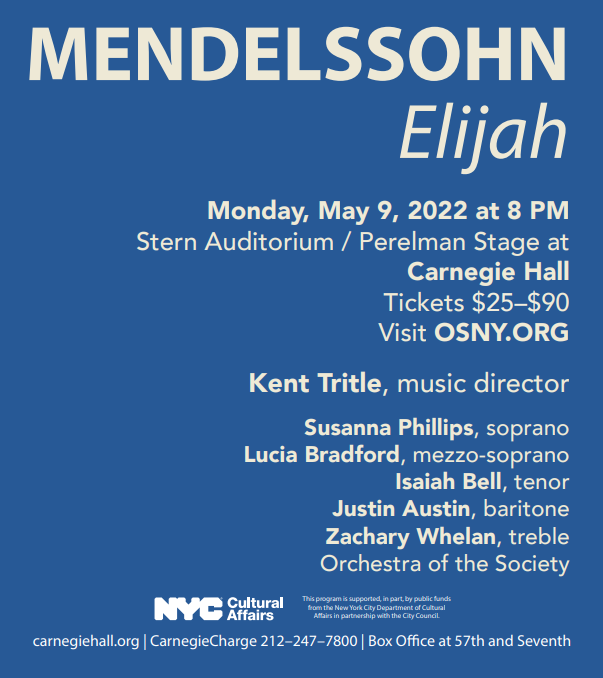 MENDELSSOHN
Elijah
Monday, May 9, 2022 at 8 PM
Stern Auditorium / Perelman Stage at
Carnegie Hall
Tickets $25–$90
Visit OSNY.ORG
Kent Tritle, music director
Susanna Phillips, soprano
Lucia Bradford, mezzo-soprano
Isaiah Bell, tenor
Justin Austin, baritone
Zachary Whelan, treble
Orchestra of the Society
NYC Cultural
Affairs
This program is supported, in part, by public funds
from the New York City Department of Cultural
Affairs in partnership with the City Council.
carnegiehall.org | CarnegieCharge 212–247–7800 | Box Office at 57th and Seventh